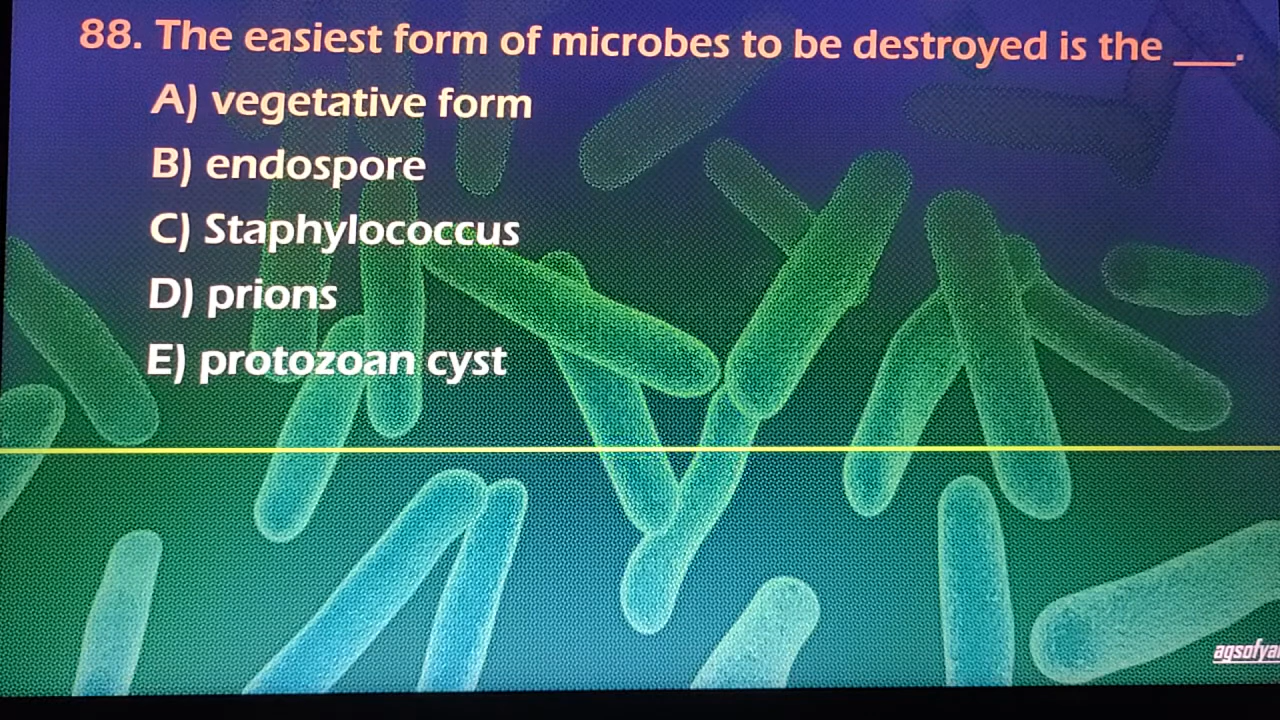 88. The easiest form of microbes to be destroyed is the ___.
A) vegetative form
B) endospore
C) Staphylococcus
D) prions
E) protozoan cyst